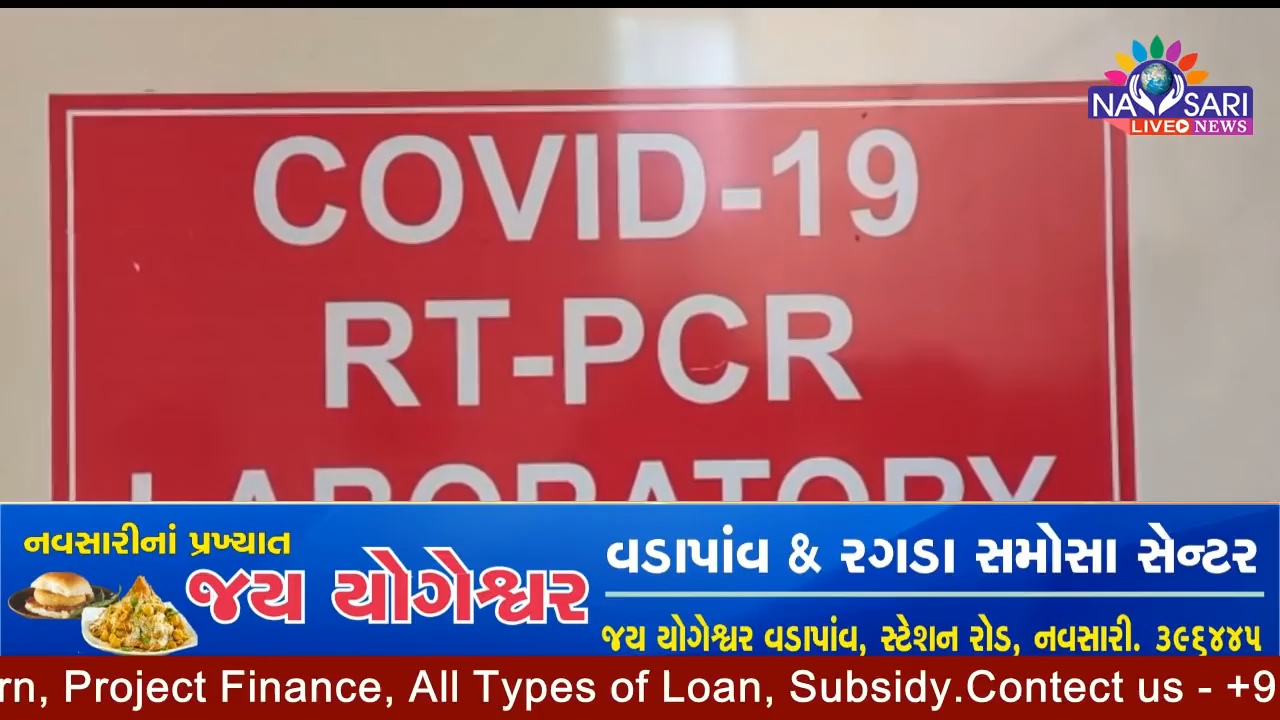 NAVSARI
LIVE NEWS
COVID-19
RT-PCR
LABORATORY
નવસારીનાં પ્રખ્યાત
જય યોગેશ્વર
વડાપાંવ & રગડા સમોસા સેન્ટર
જય યોગેશ્વર વડાપાંવ, સ્ટેશન રોડ, નવસારી. ૩૯૬૪૪૫
rn, Project Finance, All Types of Loan, Subsidy.Contect us - +9